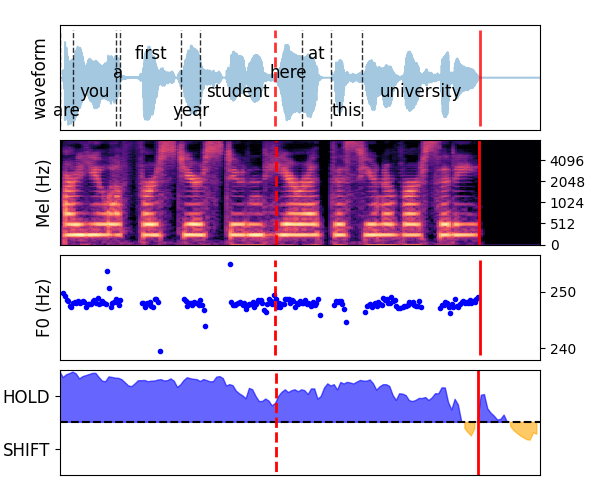 waveform
are you a first year student here at this university
Mel (Hz)
4096
2048
1024
512
0
F0 (Hz)
250
240
HOLD
SHIFT